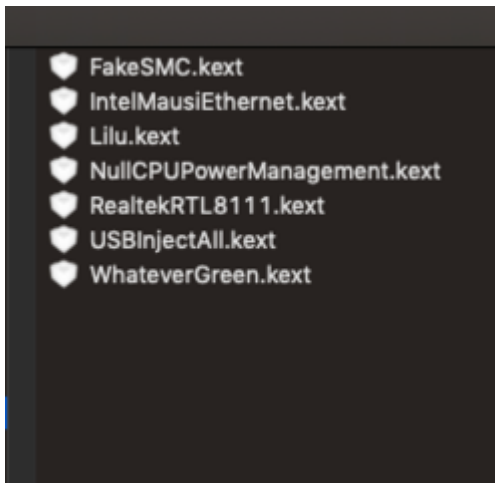 FakeSMC.kext
IntelMausiEthernet.kext
Lilu.kext
NullCPUPowerManagement.kext
RealtekRTL8111.kext
USBInjectAll.kext
WhateverGreen.kext